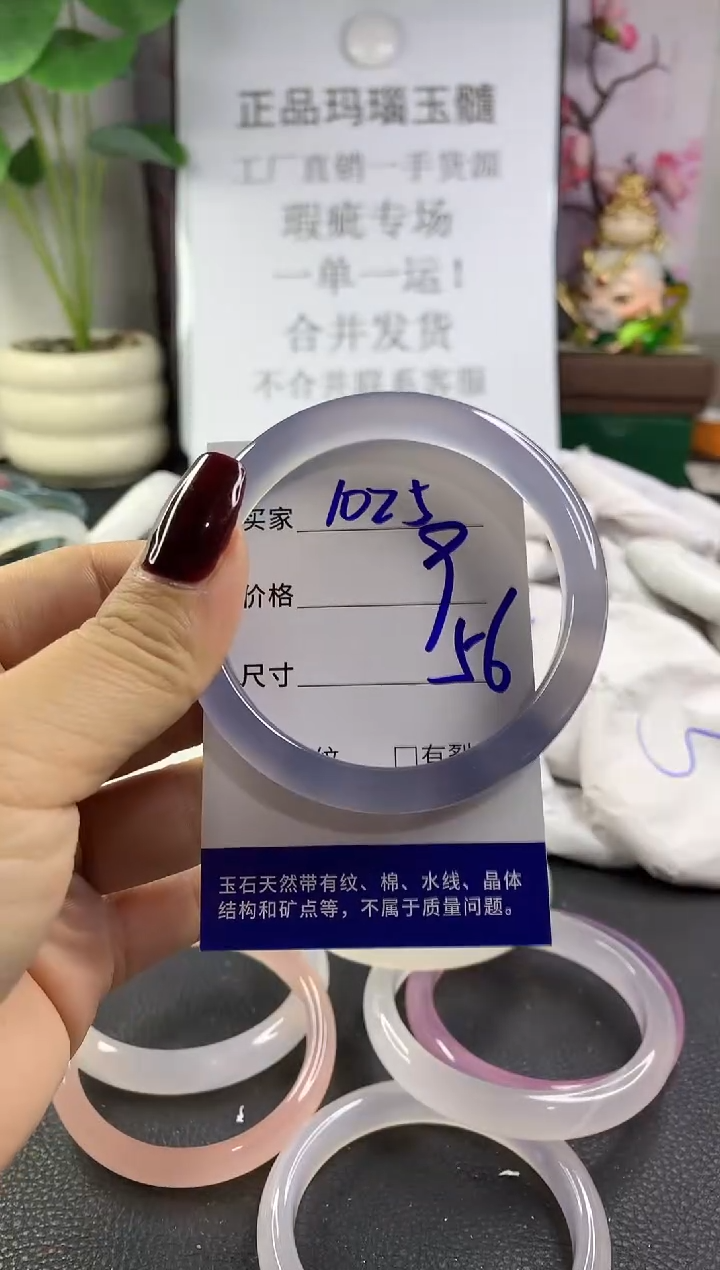 正品玛瑙玉髓
工厂直销一手货源
瑕疵专场
一单一运!
合并发货
不合并联系客服
买家 1025
价格
尺寸 56
纹 □有裂
玉石天然带有纹、棉、水线、晶体
结构和矿点等，不属于质量问题。